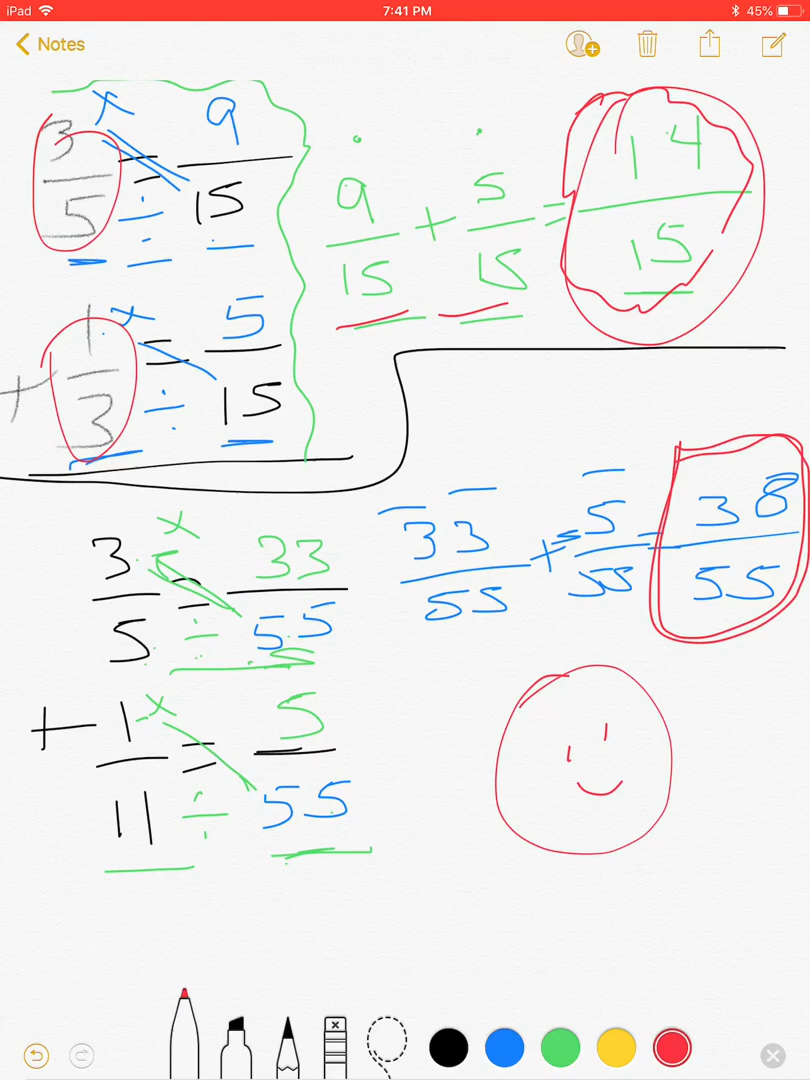 iPad 7:41 PM 45%
Notes
3/5 = 9/15
+ 1/3 = 5/15
9/15 + 5/15 = 14/15
3/5 = 33/55
+ 1/11 = 5/55
33/55 + 5/55 = 38/55